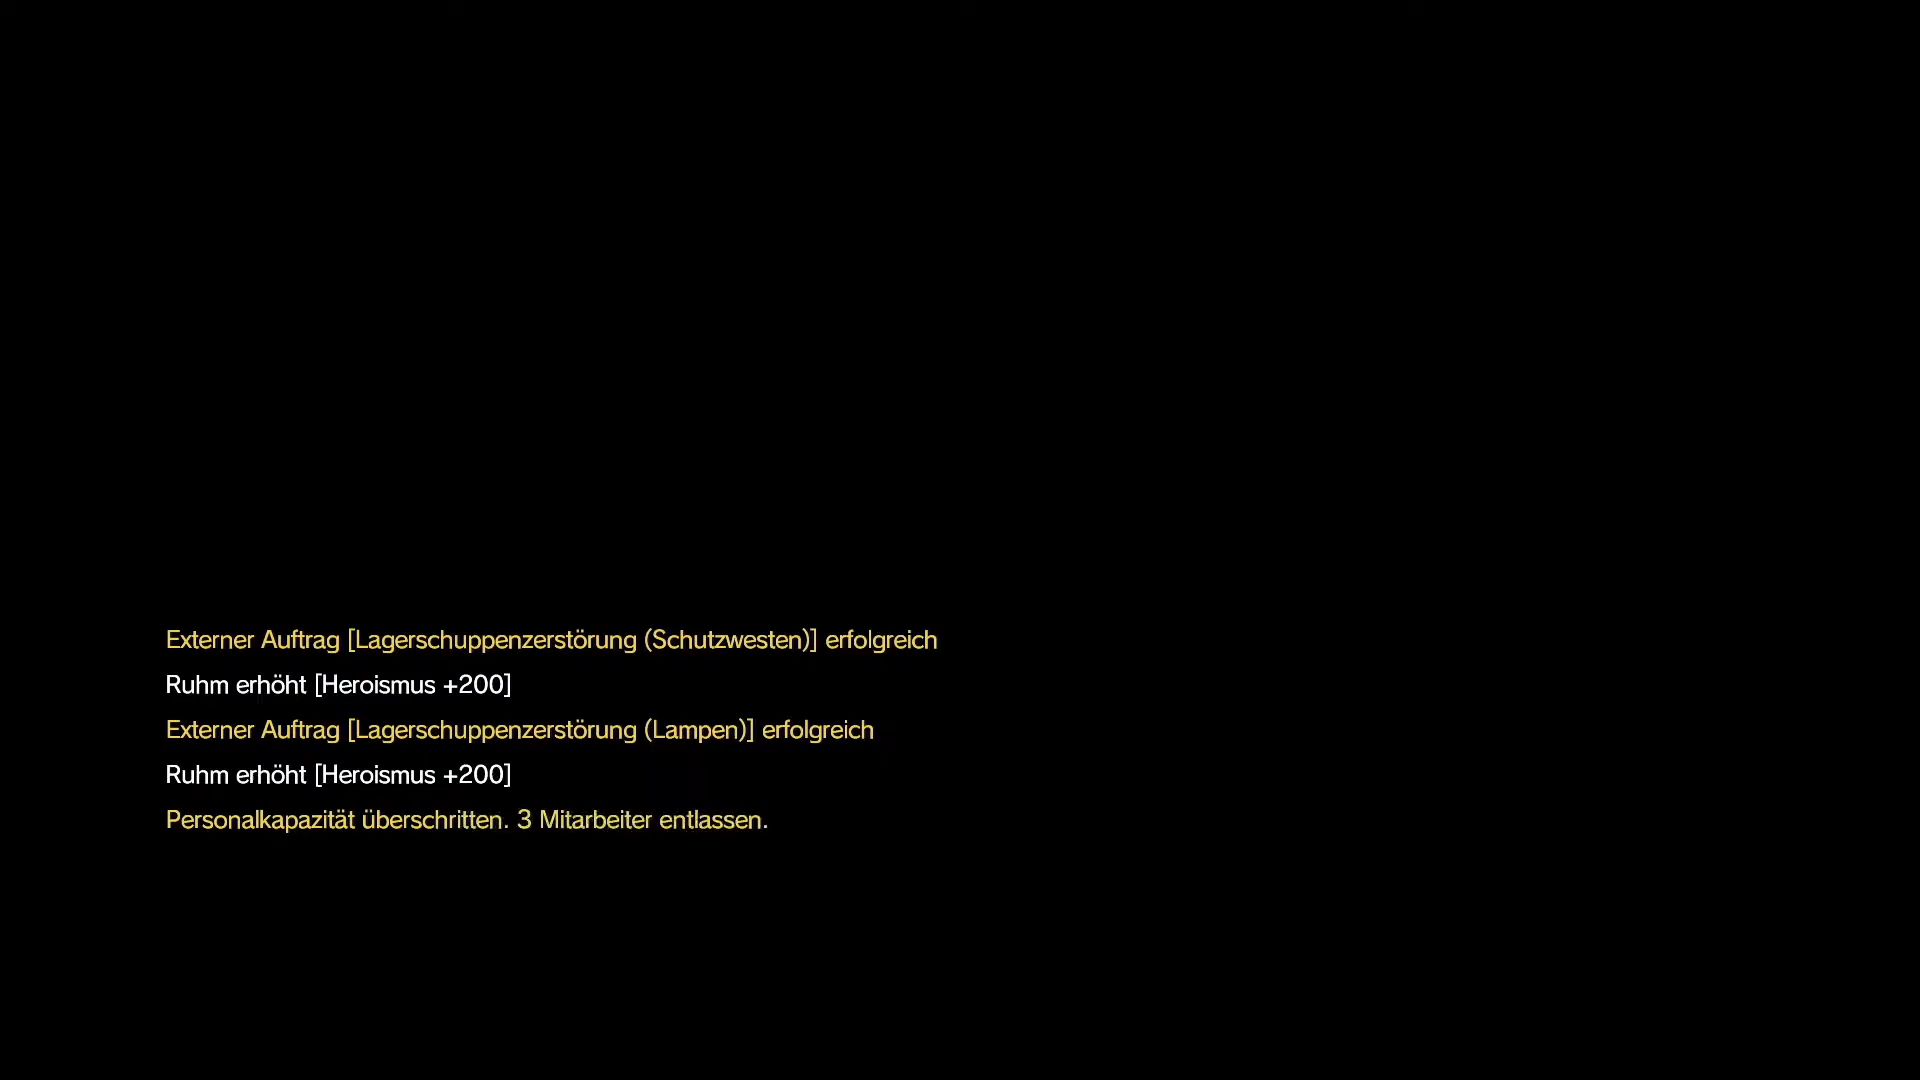 Externer Auftrag [Lagerschuppenzerstörung (Schutzwesten)] erfolgreich
Ruhm erhöht [Heroismus +200]
Externer Auftrag [Lagerschuppenzerstörung (Lampen)] erfolgreich
Ruhm erhöht [Heroismus +200]
Personalkapazität überschritten. 3 Mitarbeiter entlassen.